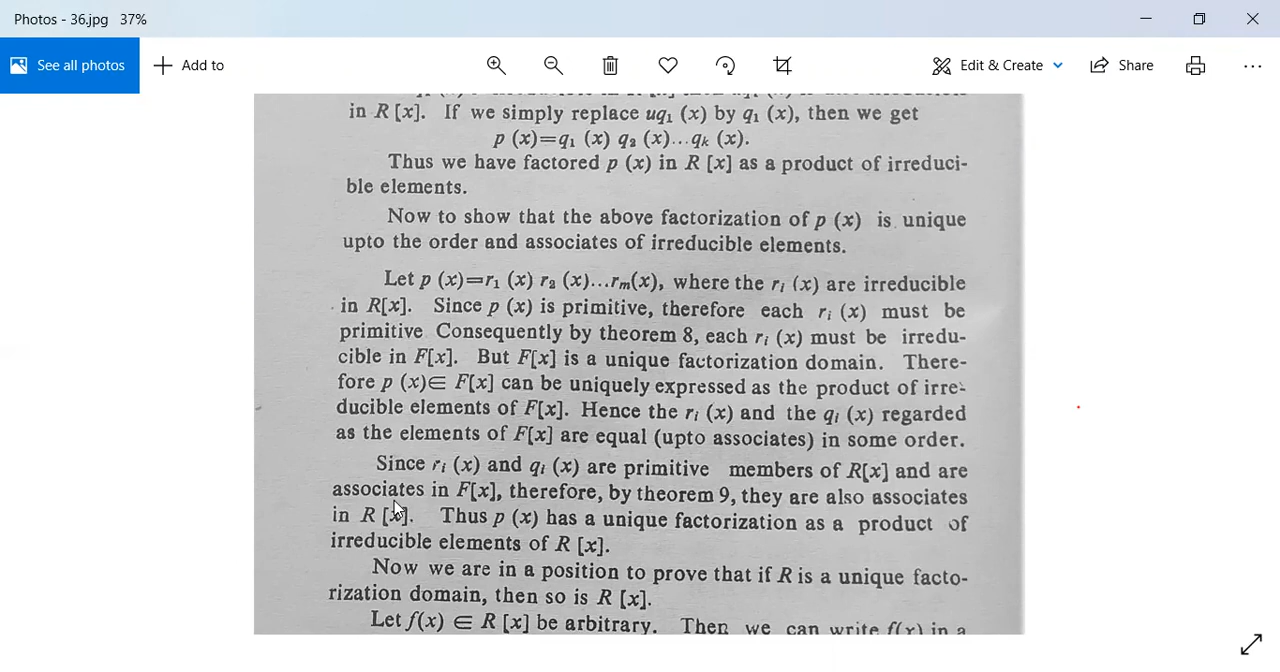 Photos - 36.jpg 37%
See all photos
Add to
Edit & Create
Share
in R [x]. If we simply replace uq₁ (x) by q₁ (x), then we get
p (x)=q₁ (x) q₂ (x)...qₖ (x).
Thus we have factored p (x) in R [x] as a product of irreduci-
ble elements.
Now to show that the above factorization of p (x) is unique
upto the order and associates of irreducible elements.
Let p (x)=r₁ (x) r₂ (x)...rₘ(x), where the rᵢ (x) are irreducible
in R[x]. Since p (x) is primitive, therefore each rᵢ (x) must be
primitive Consequently by theorem 8, each rᵢ (x) must be irredu-
cible in F[x]. But F[x] is a unique factorization domain. There-
fore p (x)∈ F[x] can be uniquely expressed as the product of irre-
ducible elements of F[x]. Hence the rᵢ (x) and the qᵢ (x) regarded
as the elements of F[x] are equal (upto associates) in some order.
Since rᵢ (x) and qᵢ (x) are primitive members of R[x] and are
associates in F[x], therefore, by theorem 9, they are also associates
in R [x]. Thus p (x) has a unique factorization as a product of
irreducible elements of R [x].
Now we are in a position to prove that if R is a unique facto-
rization domain, then so is R [x].
Let f(x) ∈ R [x] be arbitrary. Then we can write f(x) in a